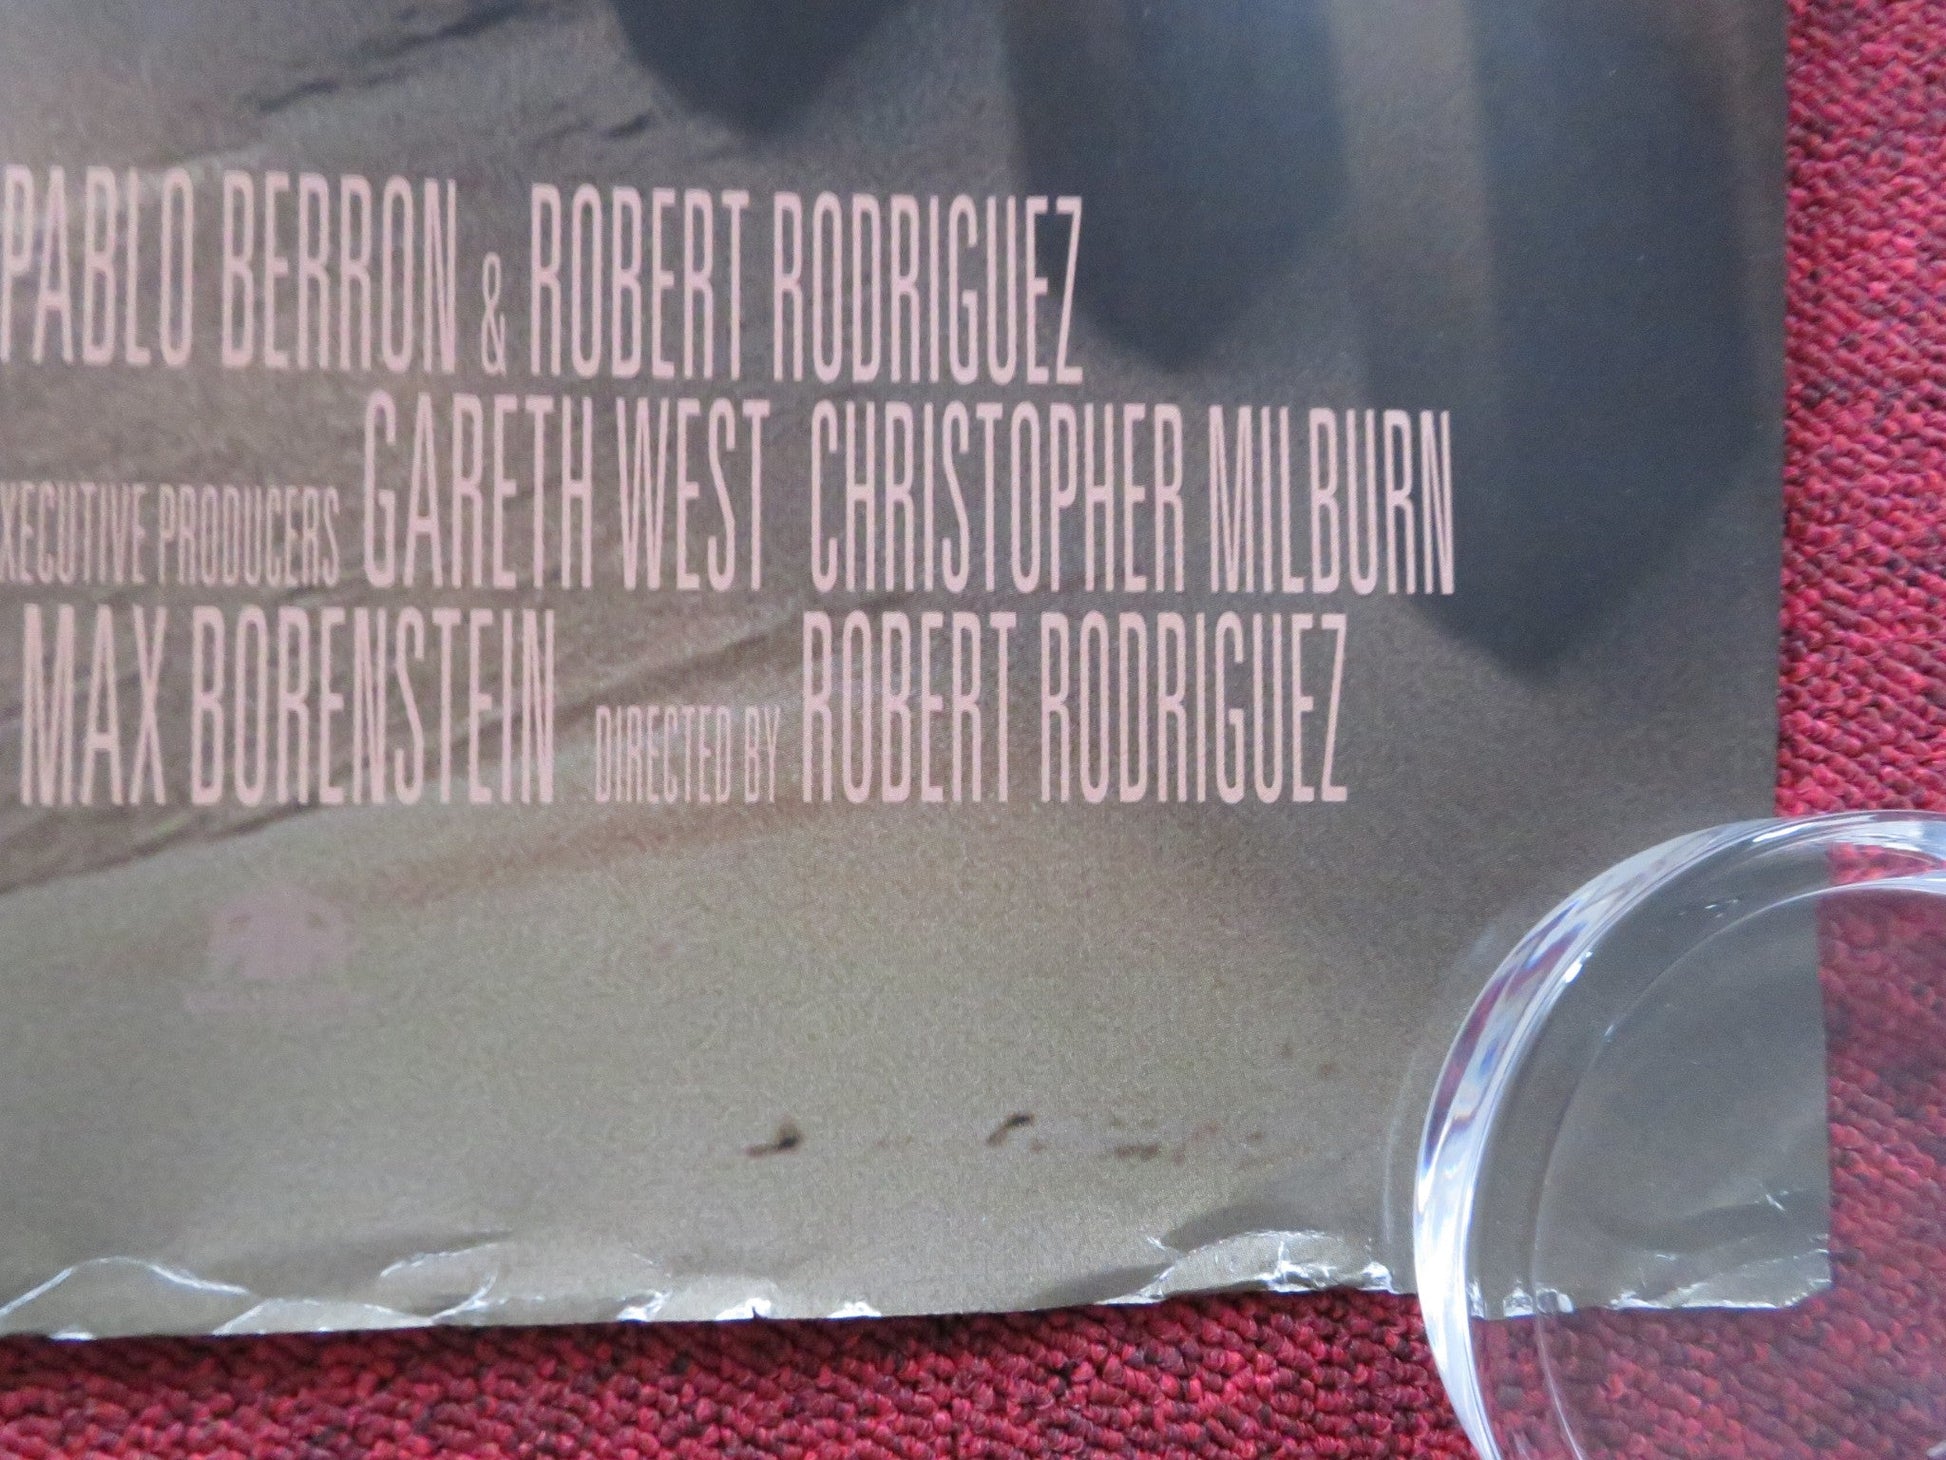 PABLO BERRON & ROBERT RODRIGUEZ
XECUTIVE PRODUCERS GARETH WEST CHRISTOPHER MILBURN
MAX BORENSTEIN DIRECTED BY ROBERT RODRIGUEZ